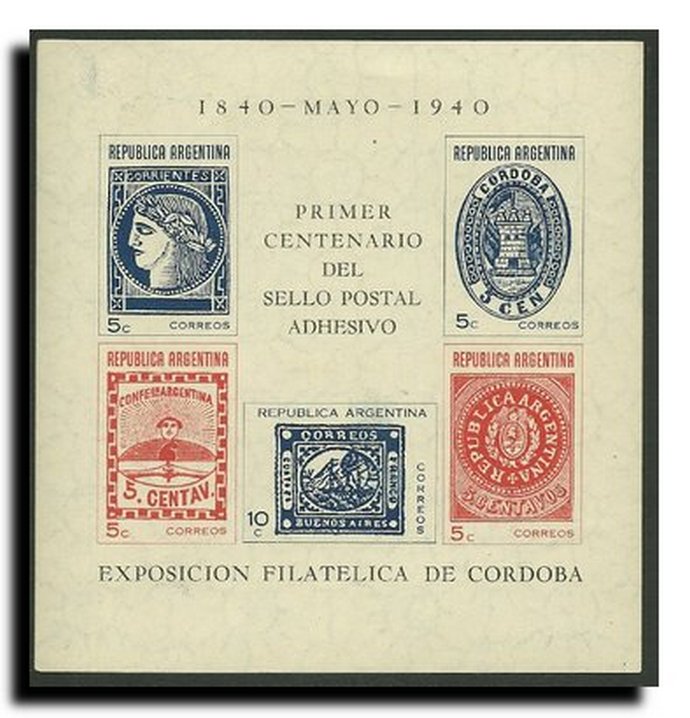 1840-MAYO-1940
REPUBLICA ARGENTINA
CORRIENTES
5c CORREOS
PRIMER
CENTENARIO
DEL
SELLO POSTAL
ADHESIVO
REPUBLICA ARGENTINA
CORDOBA
5 CEN
5c CORREOS
REPUBLICA ARGENTINA
CONFEON ARGENTINA
5. CENTAV.
5c CORREOS
REPUBLICA ARGENTINA
CORREOS
BUENOS AIRES
10c
CORREOS
REPUBLICA ARGENTINA
REPUBLICA ARGENTINA
5 CENTAVOS
5c CORREOS
EXPOSICION FILATELICA DE CORDOBA